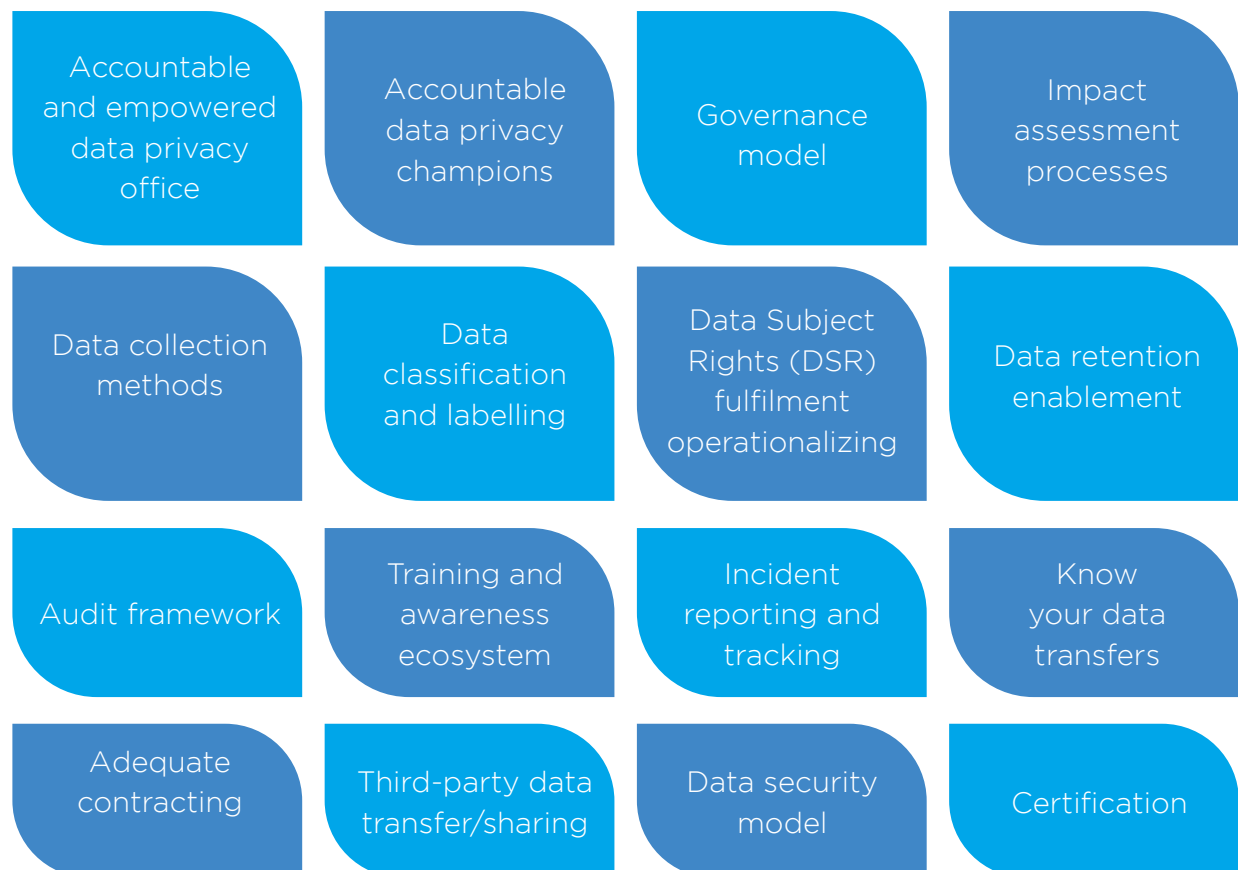 Accountable
and empowered
data privacy
office
Accountable
data privacy
champions
Governance
model
Impact
assessment
processes
Data collection
methods
Data
classification
and labelling
Data Subject
Rights (DSR)
fulfilment
operationalizing
Data retention
enablement
Audit framework
Training and
awareness
ecosystem
Incident
reporting and
tracking
Know
your data
transfers
Adequate
contracting
Third-party data
transfer/sharing
Data security
model
Certification